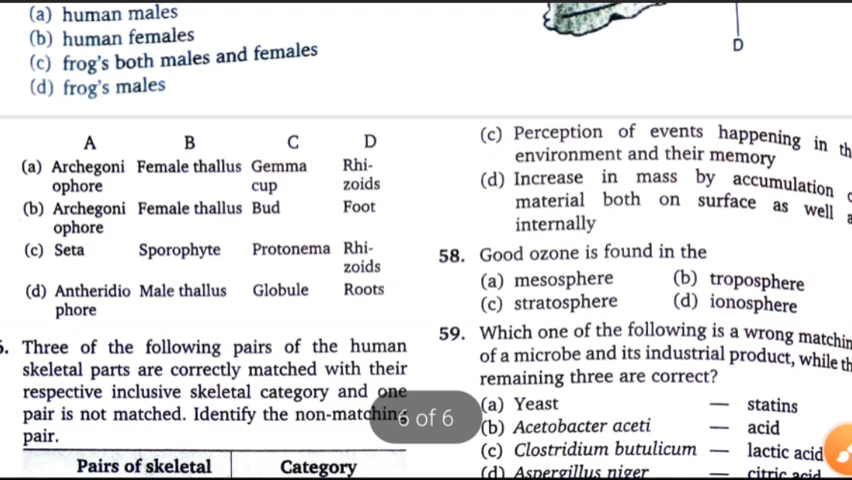 (a) human males
(b) human females
(c) frog's both males and females
(d) frog's males
D
A B C D
(a) Archegoni Female thallus Gemma Rhi-
ophore cup zoids
(b) Archegoni Female thallus Bud Foot
ophore
(c) Seta Sporophyte Protonema Rhi-
zoids
(d) Antheridio Male thallus Globule Roots
phore
Three of the following pairs of the human
skeletal parts are correctly matched with their
respective inclusive skeletal category and one
pair is not matched. Identify the non-matching
pair.
Pairs of skeletal Category
(c) Perception of events happening in
environment and their memory
(d) Increase in mass by accumulation
material both on surface as well
internally
58. Good ozone is found in the
(a) mesosphere (b) troposphere
(c) stratosphere (d) ionosphere
59. Which one of the following is a wrong matchin
of a microbe and its industrial product, while th
remaining three are correct?
(a) Yeast — statins
(b) Acetobacter aceti — acid
(c) Clostridium butulicum — lactic acid
(d) Aspergillus niger — citric acid
6 of 6